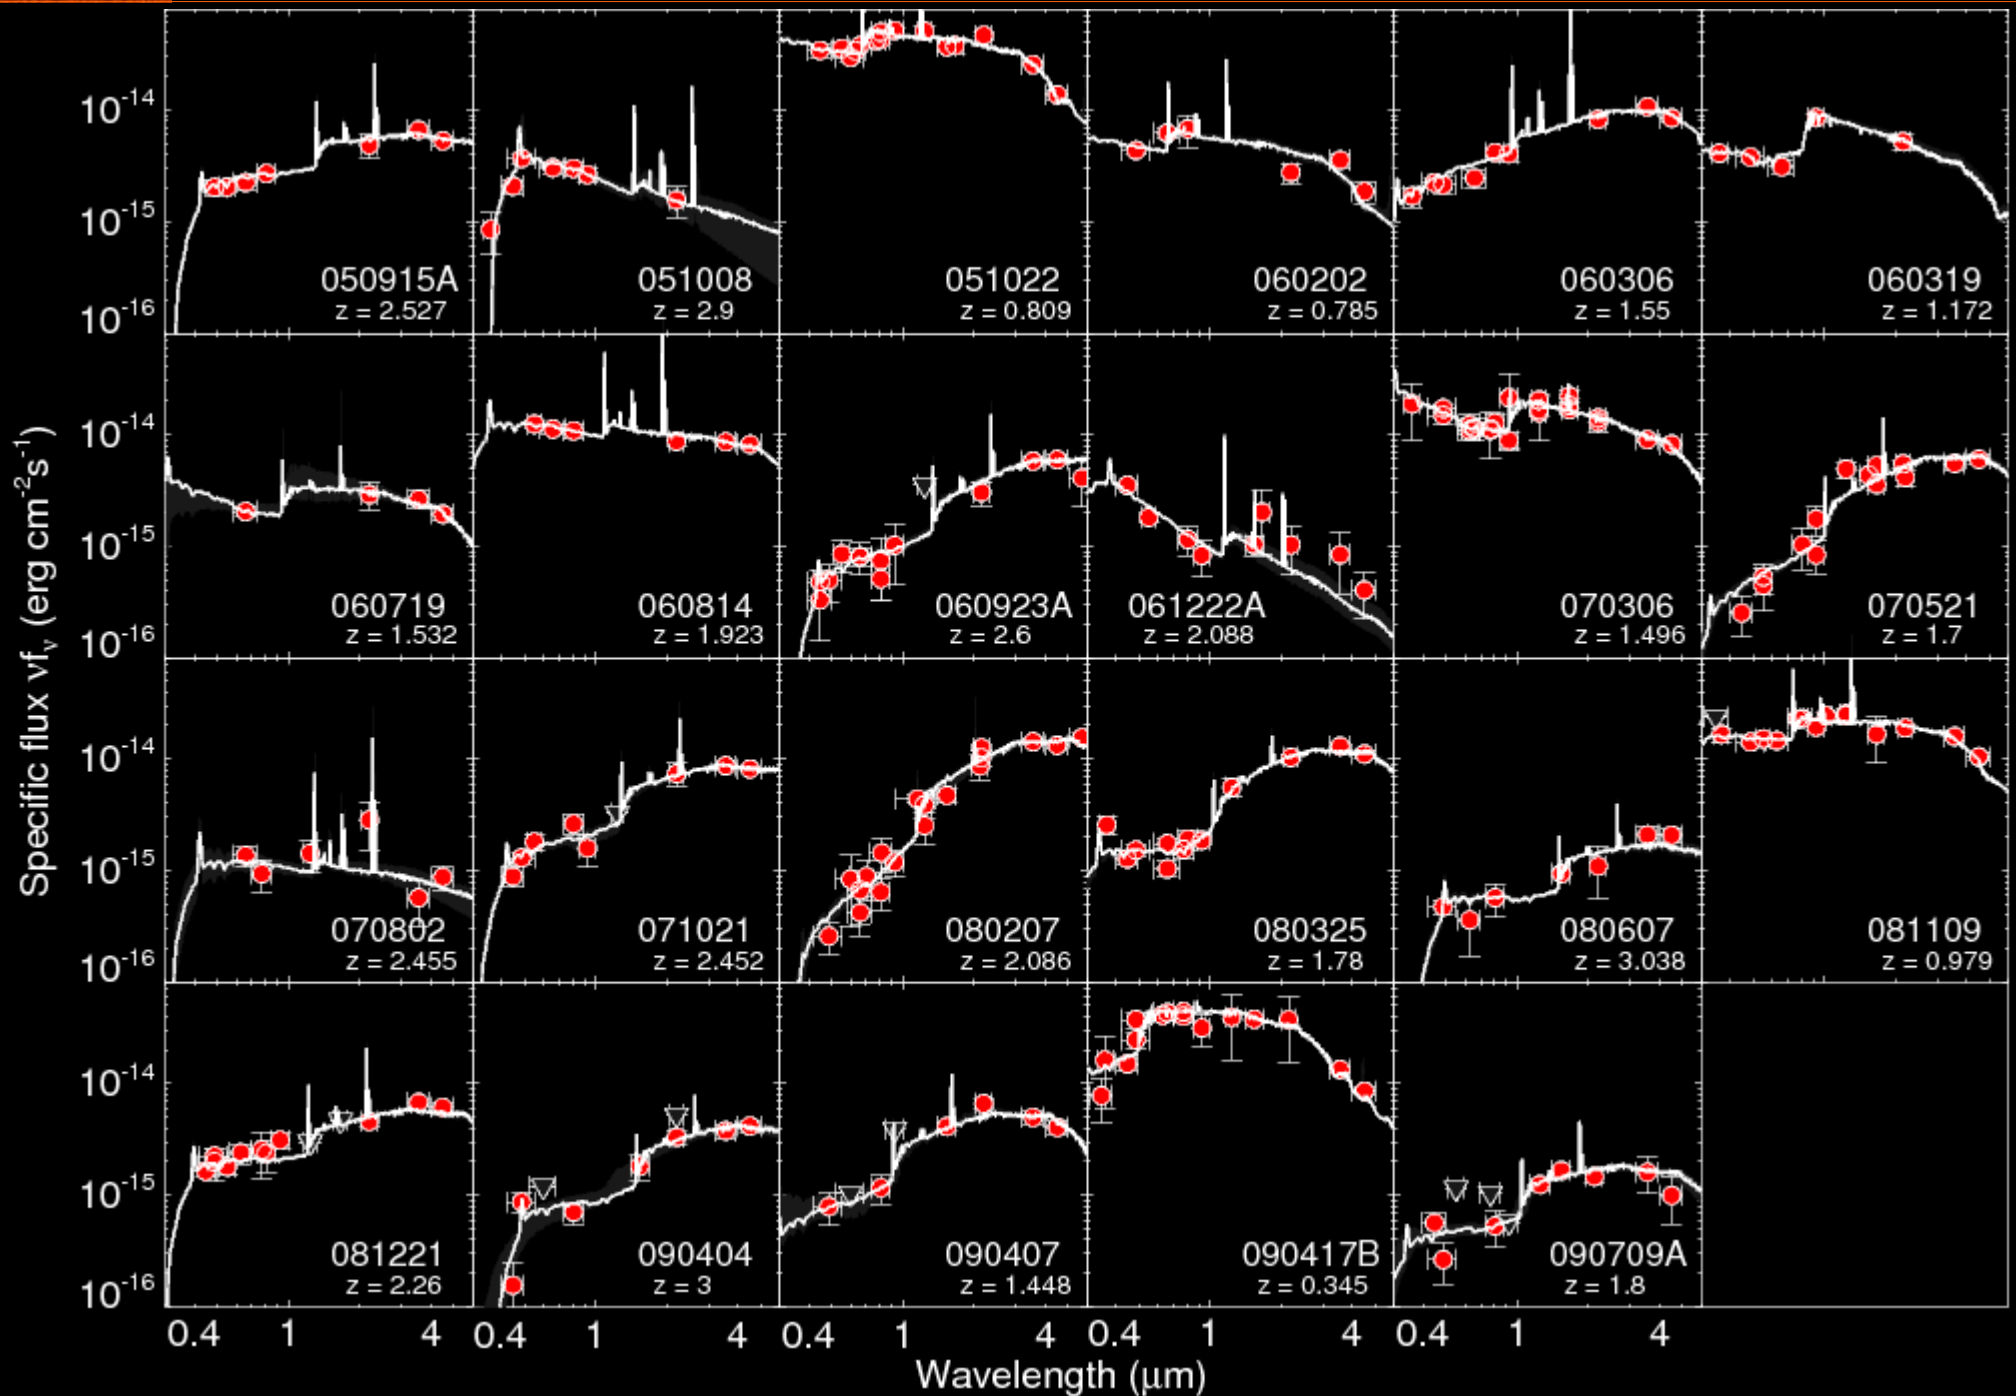 Specific flux νfν (erg cm-2s-1)
10-14
10-15
10-16
050915A
z = 2.527
051008
z = 2.9
051022
z = 0.809
060202
z = 0.785
060306
z = 1.55
060319
z = 1.172
10-14
10-15
10-16
060719
z = 1.532
060814
z = 1.923
060923A
z = 2.6
061222A
z = 2.088
070306
z = 1.496
070521
z = 1.7
10-14
10-15
10-16
070802
z = 2.455
071021
z = 2.452
080207
z = 2.086
080325
z = 1.78
080607
z = 3.038
081109
z = 0.979
10-14
10-15
10-16
081221
z = 2.26
090404
z = 3
090407
z = 1.448
090417B
z = 0.345
090709A
z = 1.8
0.4 1 4 0.4 1 4 0.4 1 4 0.4 1 4 0.4 1 4
Wavelength (μm)